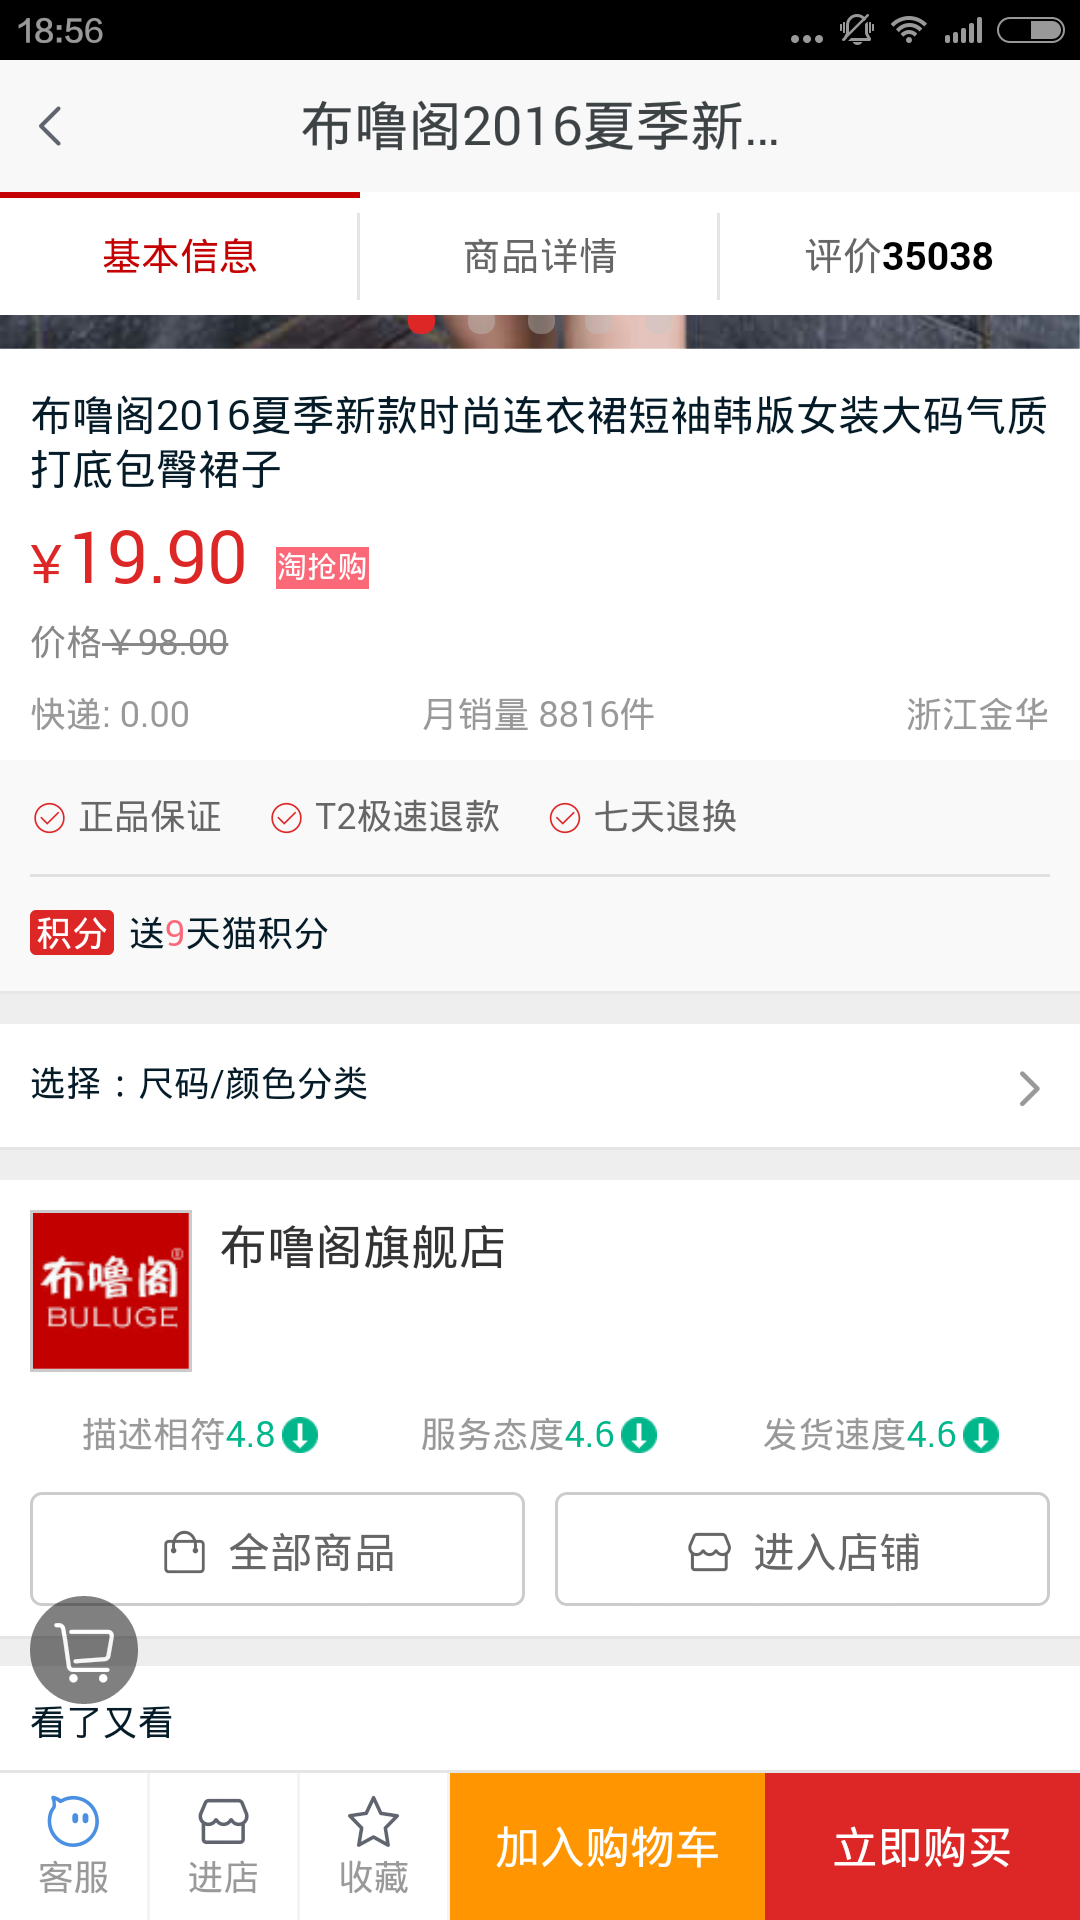 18:56
布噜阁2016夏季新...
基本信息
商品详情
评价35038
布噜阁2016夏季新款时尚连衣裙短袖韩版女装大码气质
打底包臀裙子
¥19.90 淘抢购
价格¥98.00
快递: 0.00
月销量 8816件
浙江金华
正品保证
T2极速退款
七天退换
积分 送9天猫积分
选择：尺码/颜色分类
布噜阁®
BULUGE
布噜阁旗舰店
描述相符4.8
服务态度4.6
发货速度4.6
全部商品
进入店铺
看了又看
客服
进店
收藏
加入购物车
立即购买